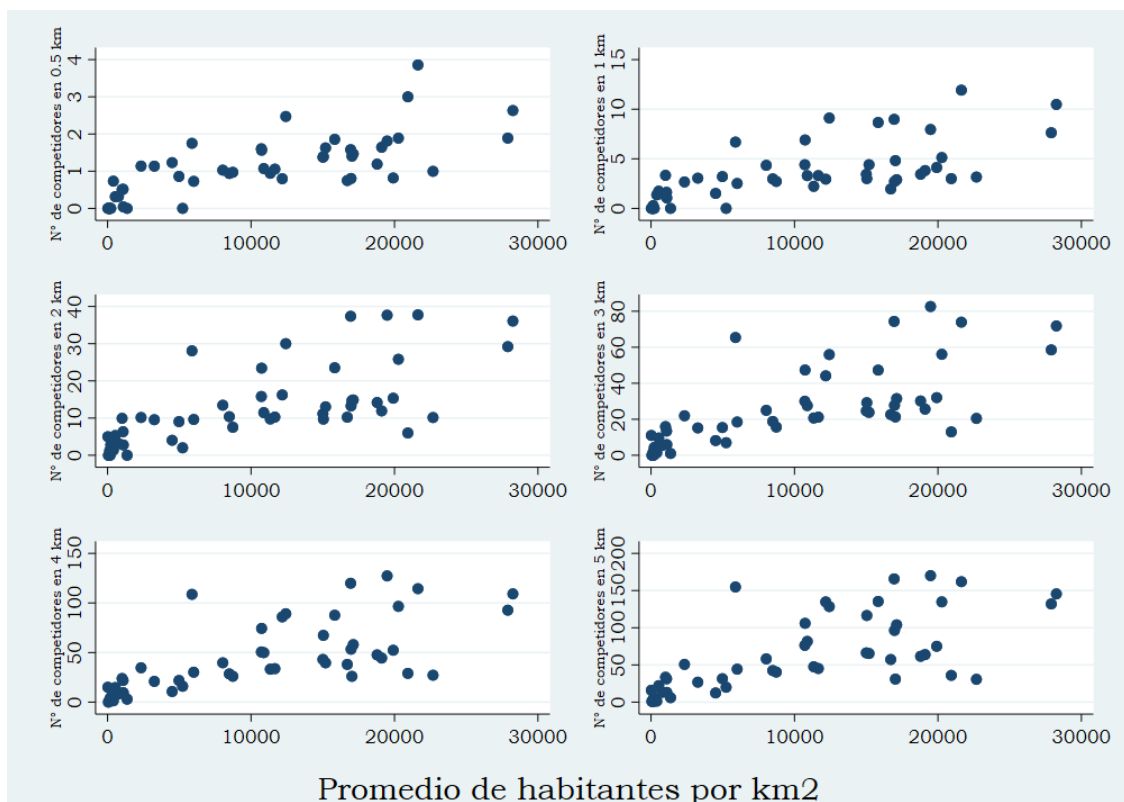 N° de competidores en 0.5 km
0 1 2 3 4
0 10000 20000 30000
N° de competidores en 1 km
0 5 10 15
0 10000 20000 30000
N° de competidores en 2 km
0 10 20 30 40
0 10000 20000 30000
N° de competidores en 3 km
0 20 40 60 80
0 10000 20000 30000
N° de competidores en 4 km
0 50 100 150
0 10000 20000 30000
N° de competidores en 5 km
0 50 100 150 200
0 10000 20000 30000
Promedio de habitantes por km2